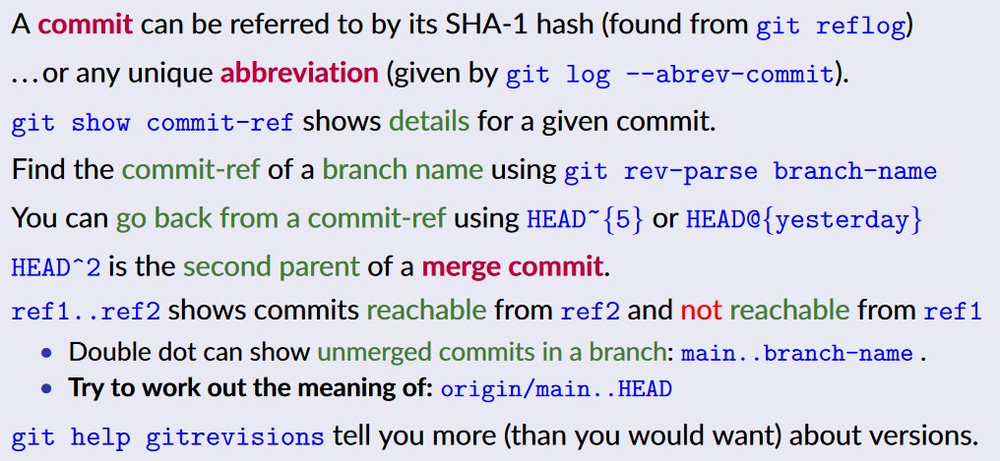 A commit can be referred to by its SHA-1 hash (found from git reflog)
...or any unique abbreviation (given by git log --abrev-commit).
git show commit-ref shows details for a given commit.
Find the commit-ref of a branch name using git rev-parse branch-name
You can go back from a commit-ref using HEAD~{5} or HEAD@{yesterday}
HEAD^2 is the second parent of a merge commit.
ref1..ref2 shows commits reachable from ref2 and not reachable from ref1
• Double dot can show unmerged commits in a branch: main..branch-name .
• Try to work out the meaning of: origin/main..HEAD
git help gitrevisions tell you more (than you would want) about versions.